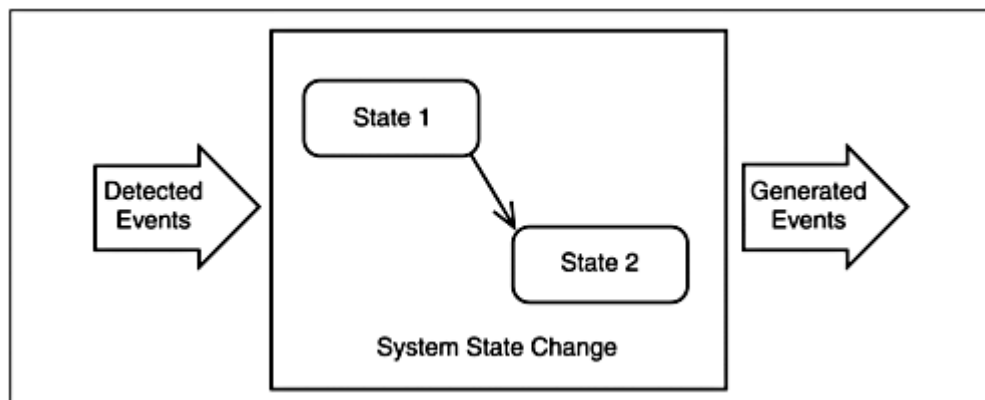 Detected
Events
State 1
State 2
System State Change
Generated
Events